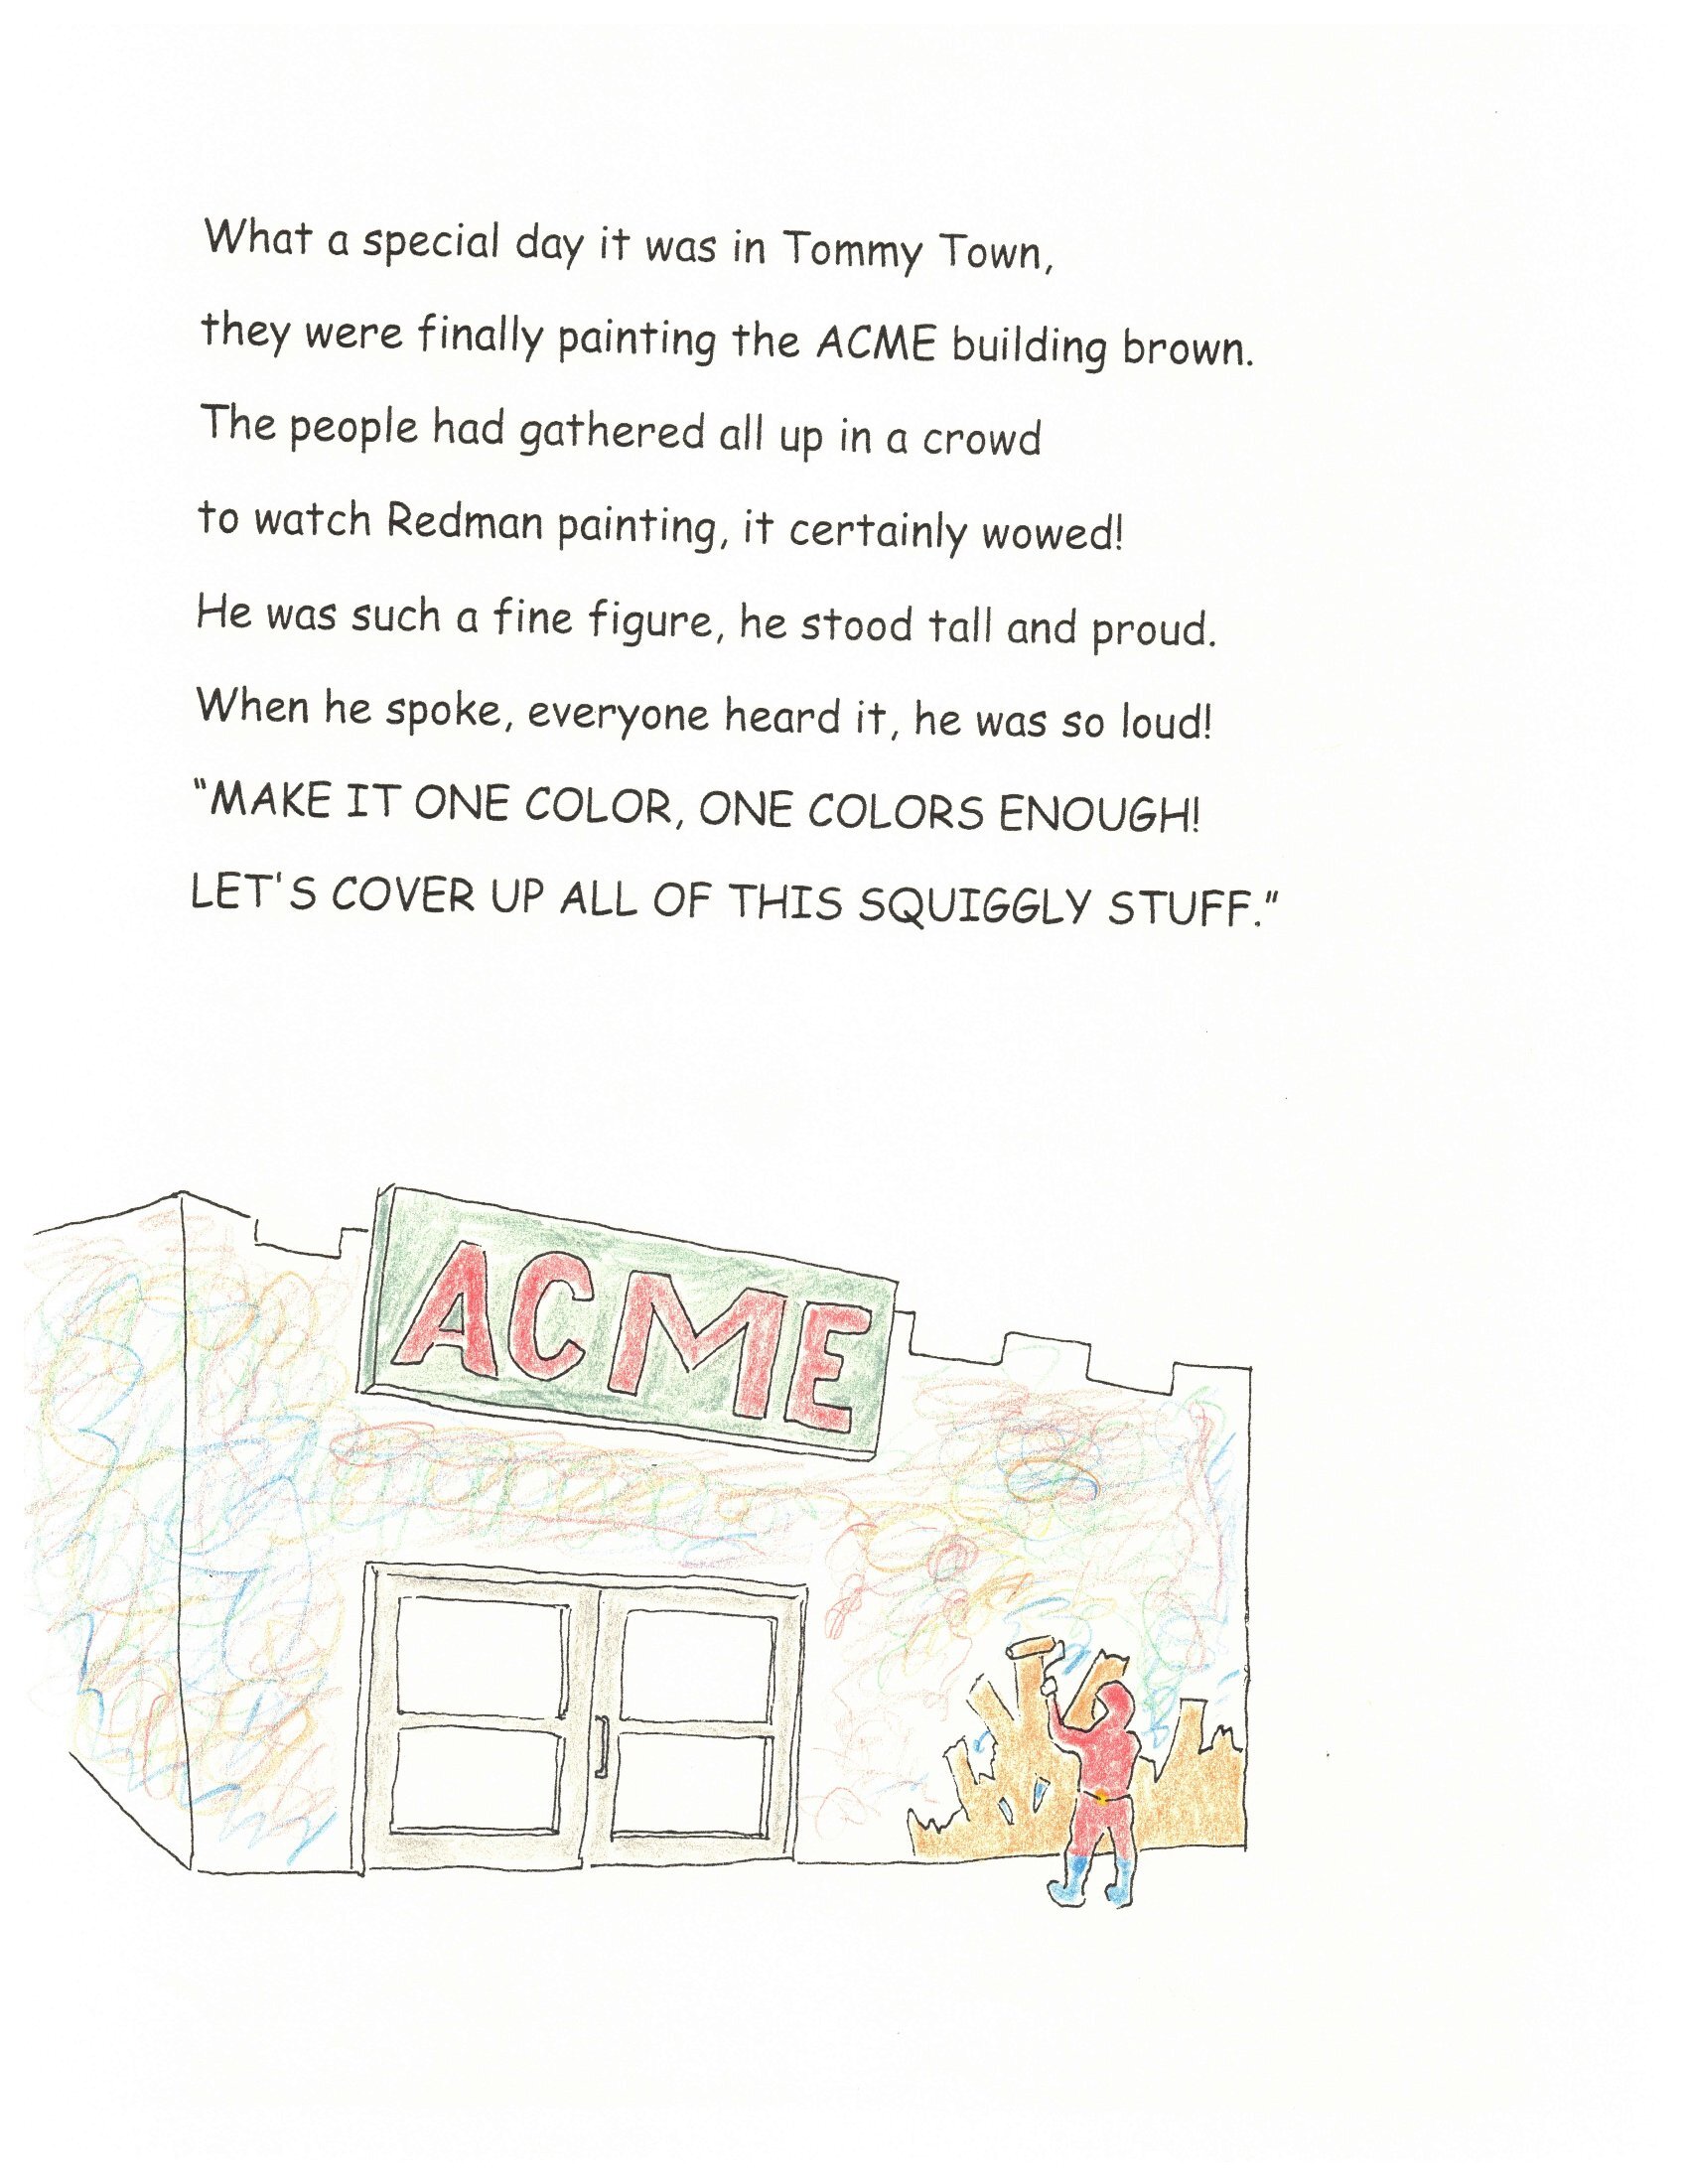 What a special day it was in Tommy Town,
they were finally painting the ACME building brown.
The people had gathered all up in a crowd
to watch Redman painting, it certainly wowed!
He was such a fine figure, he stood tall and proud.
When he spoke, everyone heard it, he was so loud!
“MAKE IT ONE COLOR, ONE COLORS ENOUGH!
LET'S COVER UP ALL OF THIS SQUIGGLY STUFF.”
ACME